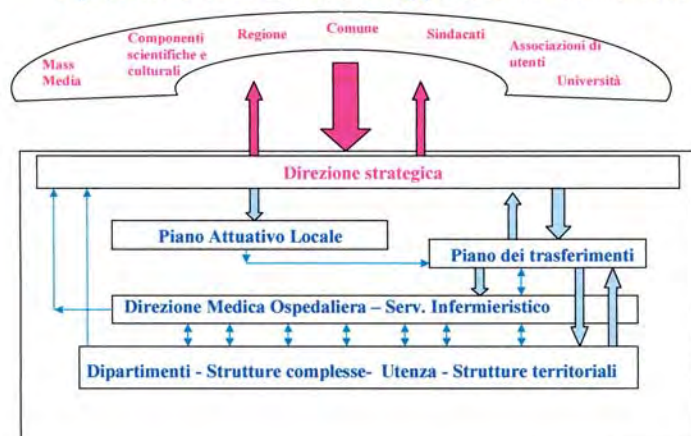 Mass
Media
Componenti
scientifiche e
culturali
Regione
Comune
Sindacati
Associazioni di
utenti
Università
Direzione strategica
Piano Attuativo Locale
Piano dei trasferimenti
Direzione Medica Ospedaliera – Serv. Infermieristico
Dipartimenti - Strutture complesse- Utenza - Strutture territoriali